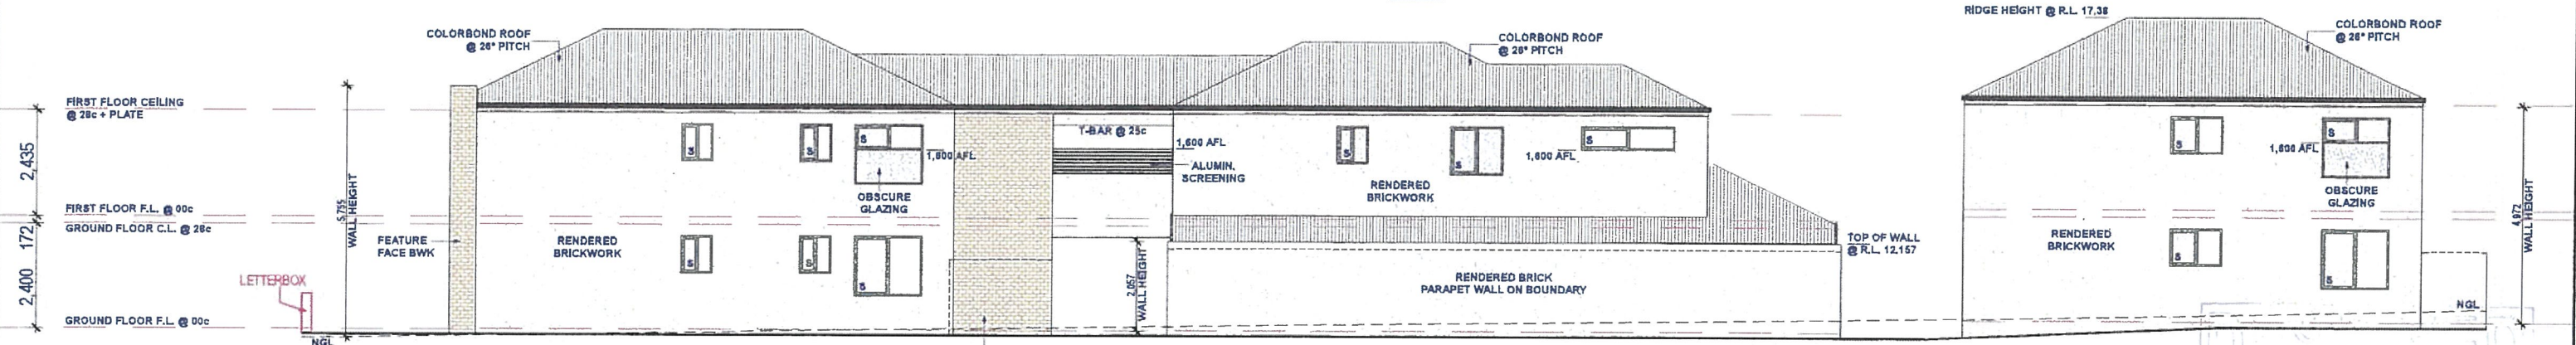 RIDGE HEIGHT @ R.L. 17.38
COLORBOND ROOF
@ 26° PITCH
COLORBOND ROOF
@ 26° PITCH
COLORBOND ROOF
@ 26° PITCH
FIRST FLOOR CEILING
@ 28c + PLATE
2,435
FIRST FLOOR F.L. @ 00c
GROUND FLOOR C.L. @ 28c
172
2,400
GROUND FLOOR F.L. @ 00c
LETTERBOX
NGL
5,755
WALL HEIGHT
FEATURE
FACE BWK
RENDERED
BRICKWORK
S
S
S
1,600 AFL
OBSCURE
GLAZING
S
S
S
T-BAR @ 25c
1,600 AFL
ALUMIN.
SCREENING
2,057
WALL HEIGHT
S
S
S
1,600 AFL
RENDERED
BRICKWORK
RENDERED BRICK
PARAPET WALL ON BOUNDARY
TOP OF WALL
@ R.L. 12.157
S
S
1,600 AFL
OBSCURE
GLAZING
RENDERED
BRICKWORK
S
S
4,972
WALL HEIGHT
NGL